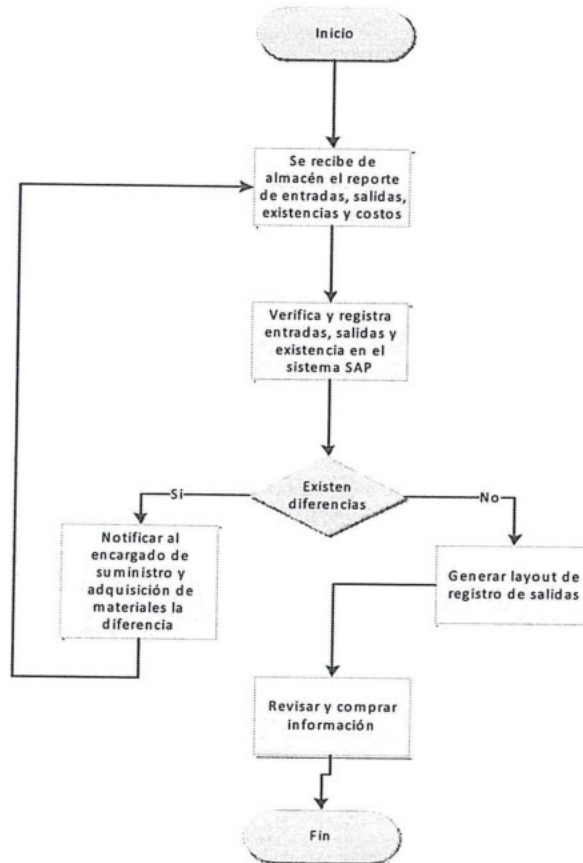 Inicio
Se recibe de
almacén el reporte
de entradas, salidas,
existencias y costos
Verifica y registra
entradas, salidas y
existencia en el
sistema SAP
Existen
diferencias
Si
No
Notificar al
encargado de
suministro y
adquisición de
materiales la
diferencia
Generar layout de
registro de salidas
Revisar y comprar
información
Fin